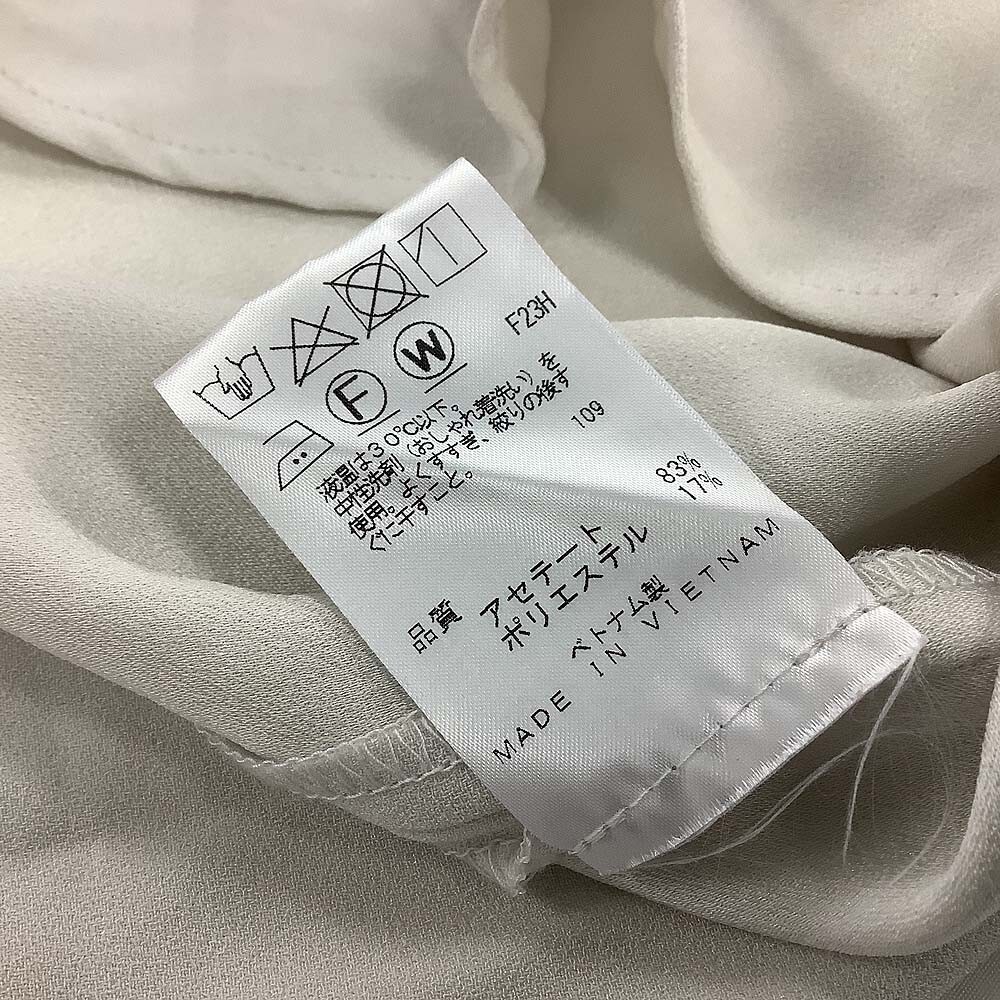 F W
F23H
液温は30℃以下。
中性洗剤（おしゃれ着洗い）を
使用。よくすすぎ、絞りの後す
ぐに干すこと。
109
品質 アセテート 83%
ポリエステル 17%
ベトナム製
MADE IN VIETNAM